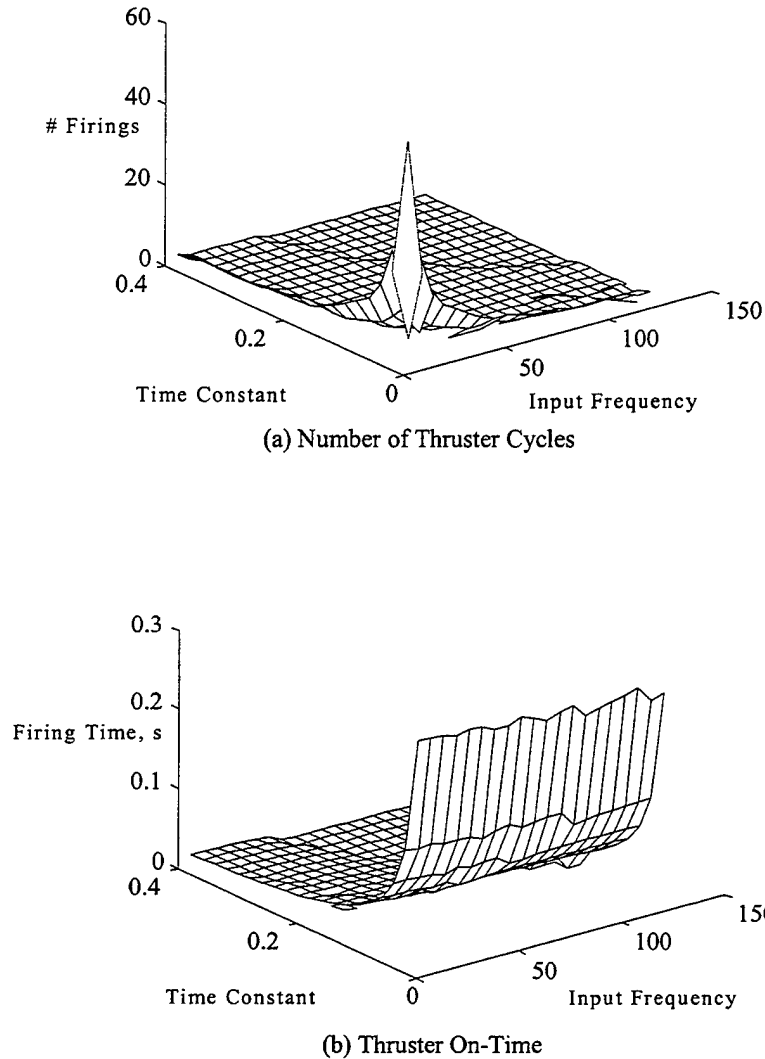 60
40
# Firings
20
0
0.4
0.2
0
50
100
150
Time Constant
Input Frequency
(a) Number of Thruster Cycles
0.3
0.2
Firing Time, s
0.1
0
0.4
0.2
0
50
100
150
Time Constant
Input Frequency
(b) Thruster On-Time